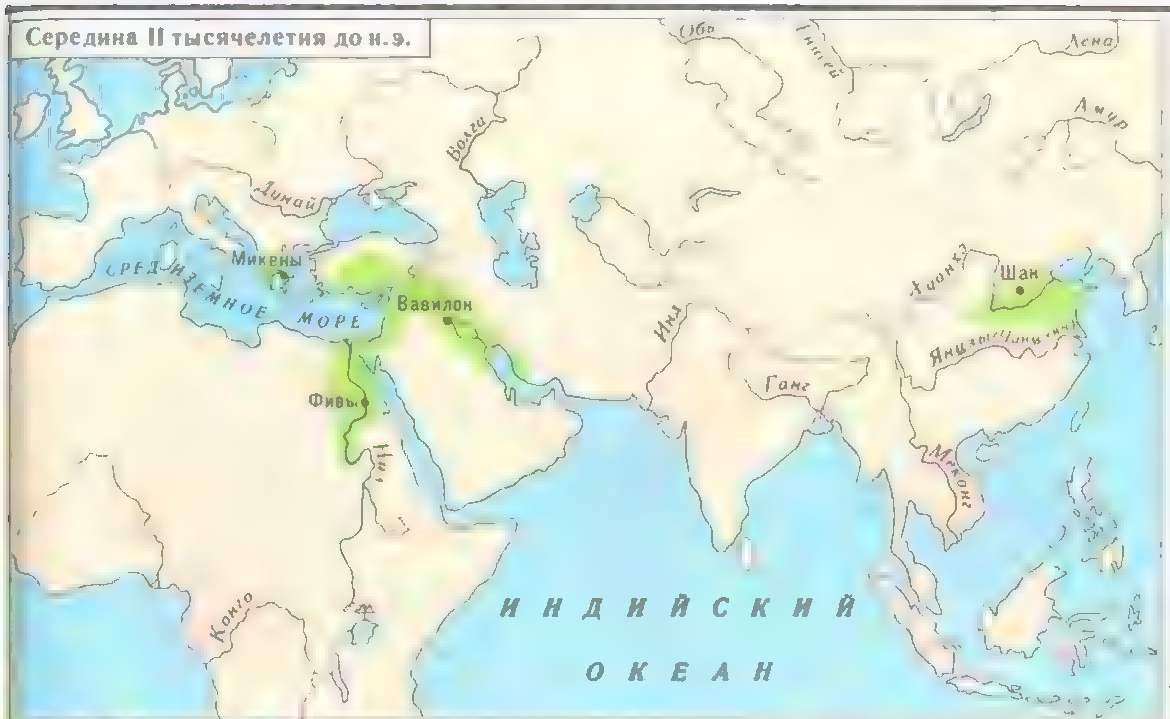 Середина II тысячелетия до н.э.
Обь
Енисей
Лена
Амур
Волга
Дунай
Микены
СРЕДИЗЕМНОЕ МОРЕ
Вавилон
Хуанхэ
Шан
Инд
Янцзы
Ганг
Фивы
Нил
Меконг
Конго
ИНДИЙСКИЙ
ОКЕАН